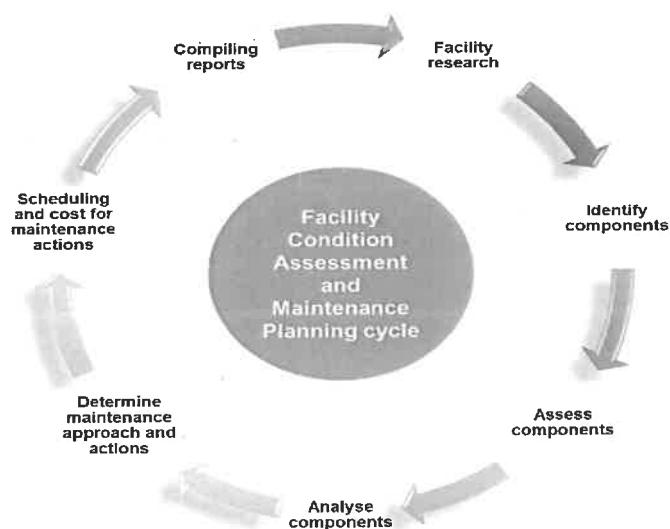 Compiling
reports
Facility
research
Identify
components
Assess
components
Analyse
components
Determine
maintenance
approach and
actions
Scheduling
and cost for
maintenance
actions
Facility
Condition
Assessment
and
Maintenance
Planning cycle